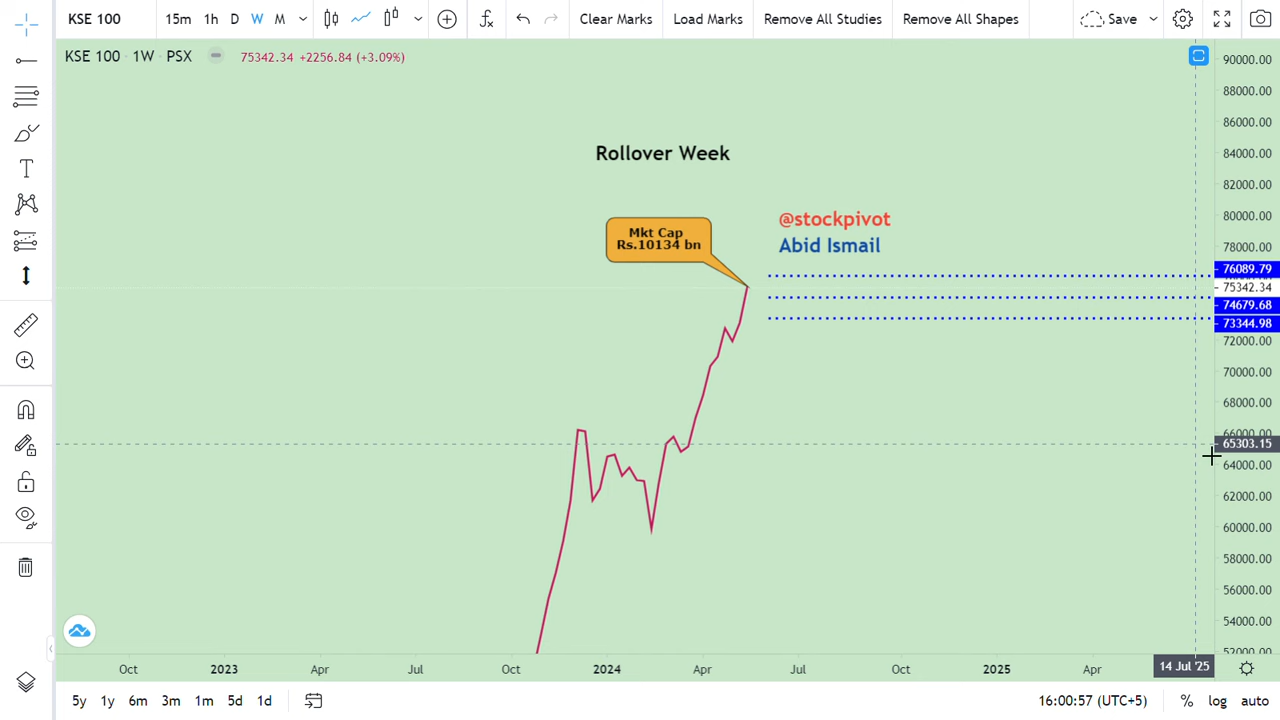 KSE 100 15m 1h D W M Clear Marks Load Marks Remove All Studies Remove All Shapes Save
KSE 100 · 1W · PSX 75342.34 +2256.84 (+3.09%)
90000.00
88000.00
86000.00
Rollover Week
84000.00
82000.00
@stockpivot
80000.00
Mkt Cap
Rs.10134 bn
Abid Ismail
78000.00
76089.79
75342.34
74679.68
73344.98
72000.00
70000.00
68000.00
66000.00
65303.15
64000.00
62000.00
60000.00
58000.00
56000.00
54000.00
52000.00
Oct 2023 Apr Jul Oct 2024 Apr Jul Oct 2025 Apr 14 Jul '25
5y 1y 6m 3m 1m 5d 1d 16:00:57 (UTC+5) % log auto